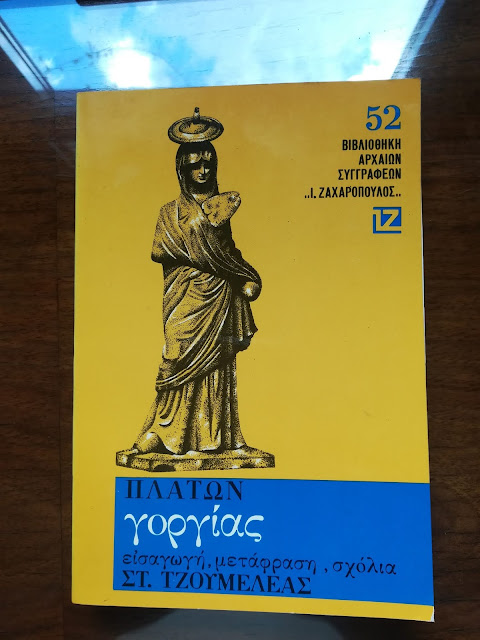 52
ΒΙΒΛΙΟΘΗΚΗ
ΑΡΧΑΙΩΝ
ΣΥΓΓΡΑΦΕΩΝ
,,Ι. ΖΑΧΑΡΟΠΟΥΛΟΣ,,
ΙΖ
ΠΛΑΤΩΝ
γοργίας
εἰσαγωγή, μετάφραση, σχόλια
ΣΤ. ΤΖΟΥΜΕΛΕΑΣ